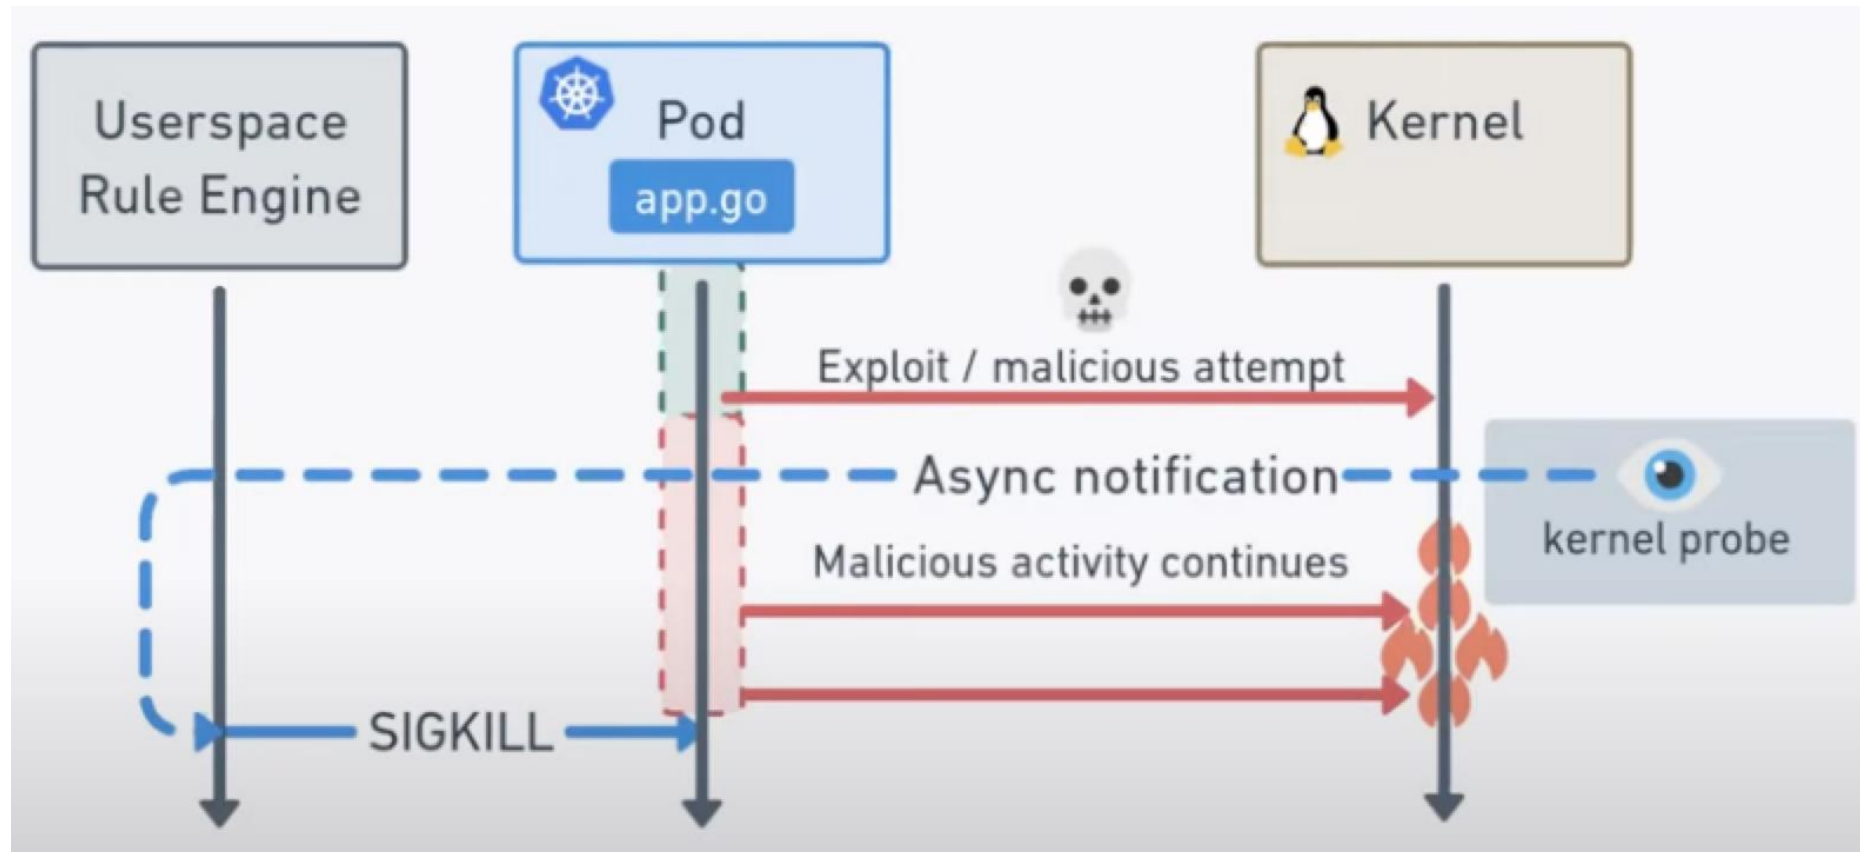 Userspace
Rule Engine
Pod
app.go
Kernel
Exploit / malicious attempt
Async notification
kernel probe
Malicious activity continues
SIGKILL